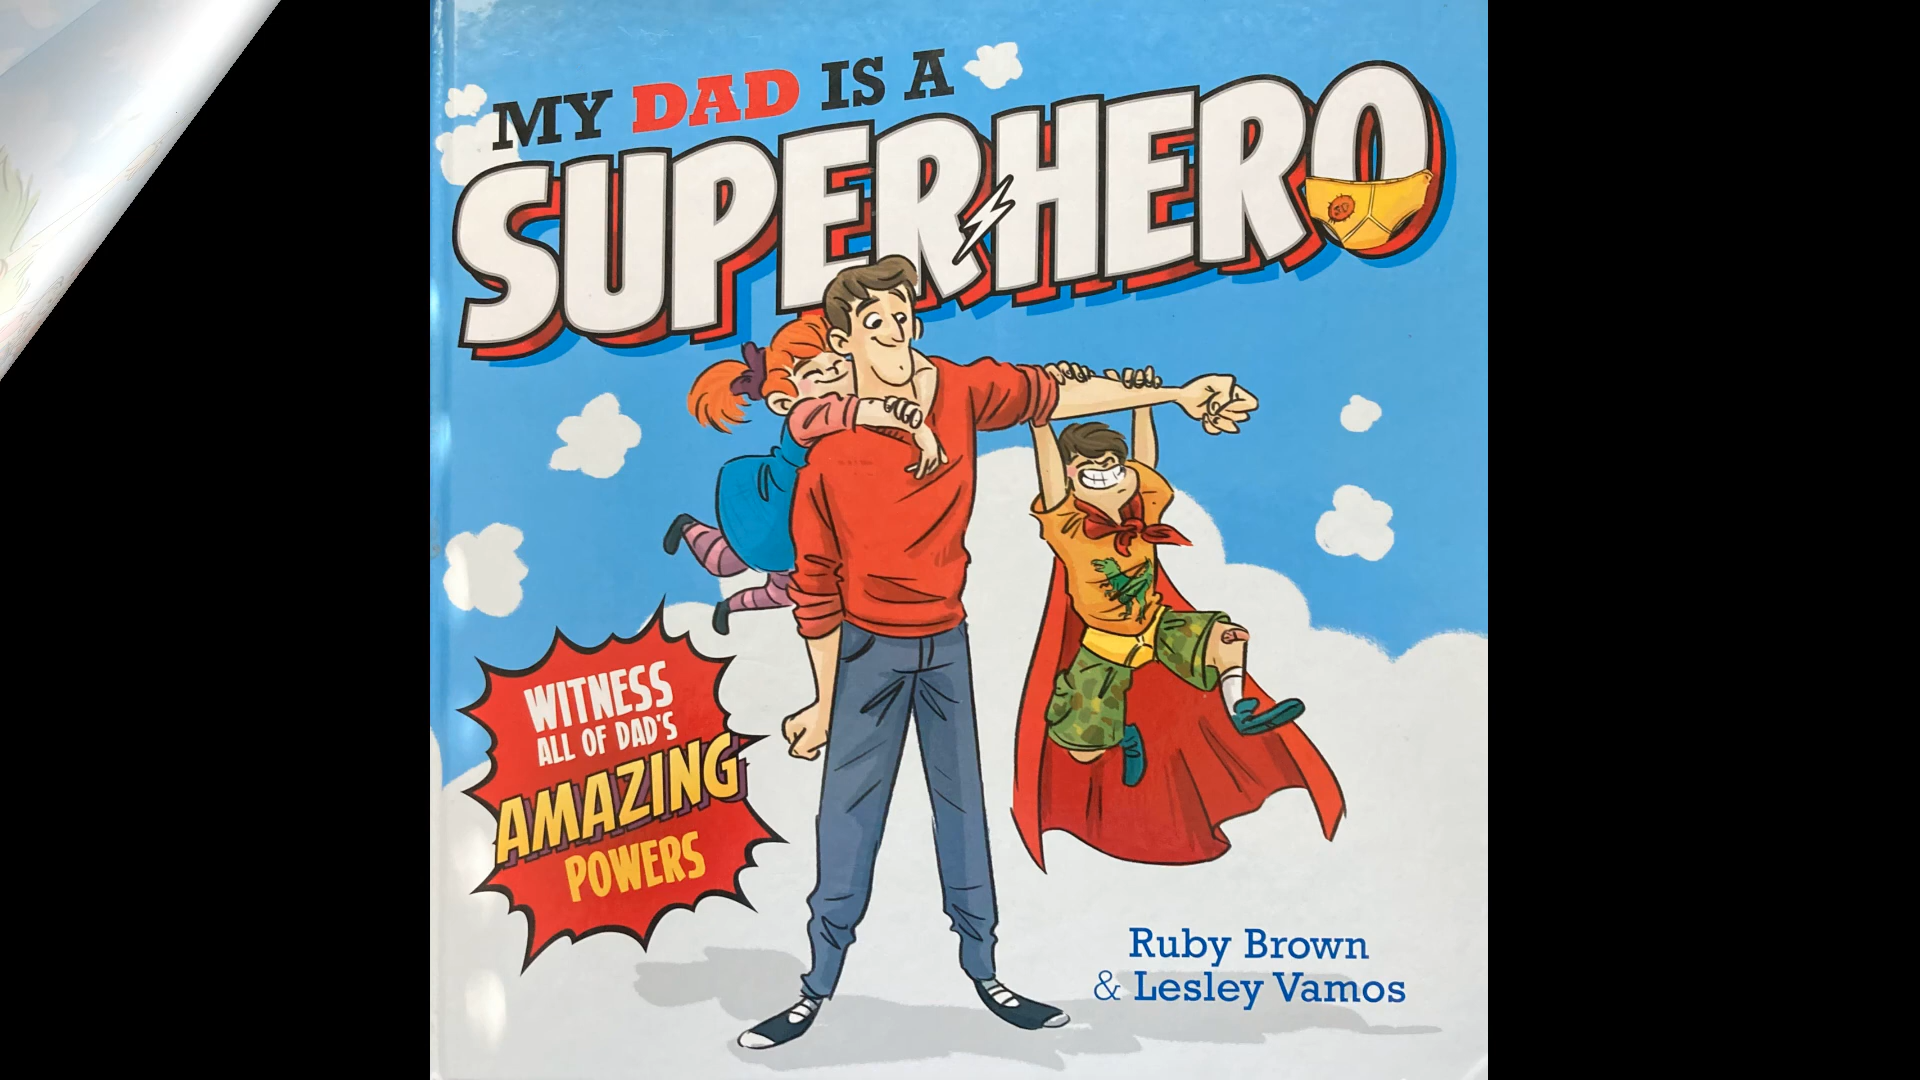 MY DAD IS A
SUPERHERO
WITNESS
ALL OF DAD'S
AMAZING
POWERS
Ruby Brown
& Lesley Vamos